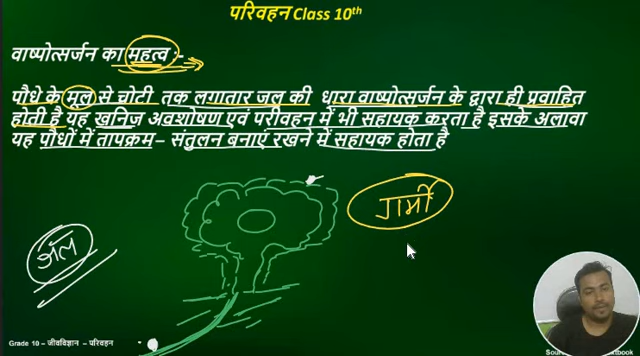 परिवहन Class 10th
वाष्पोत्सर्जन का महत्व :-
पौधे के मूल से चोटी तक लगातार जल की धारा वाष्पोत्सर्जन के द्वारा ही प्रवाहित
होती है यह खनिज अवशोषण एवं परीवहन में भी सहायक करता है इसके अलावा
यह पौधों में तापक्रम – संतुलन बनाएं रखने में सहायक होता है
गर्मी
जल
Grade 10 – जीवविज्ञान – परिवहन